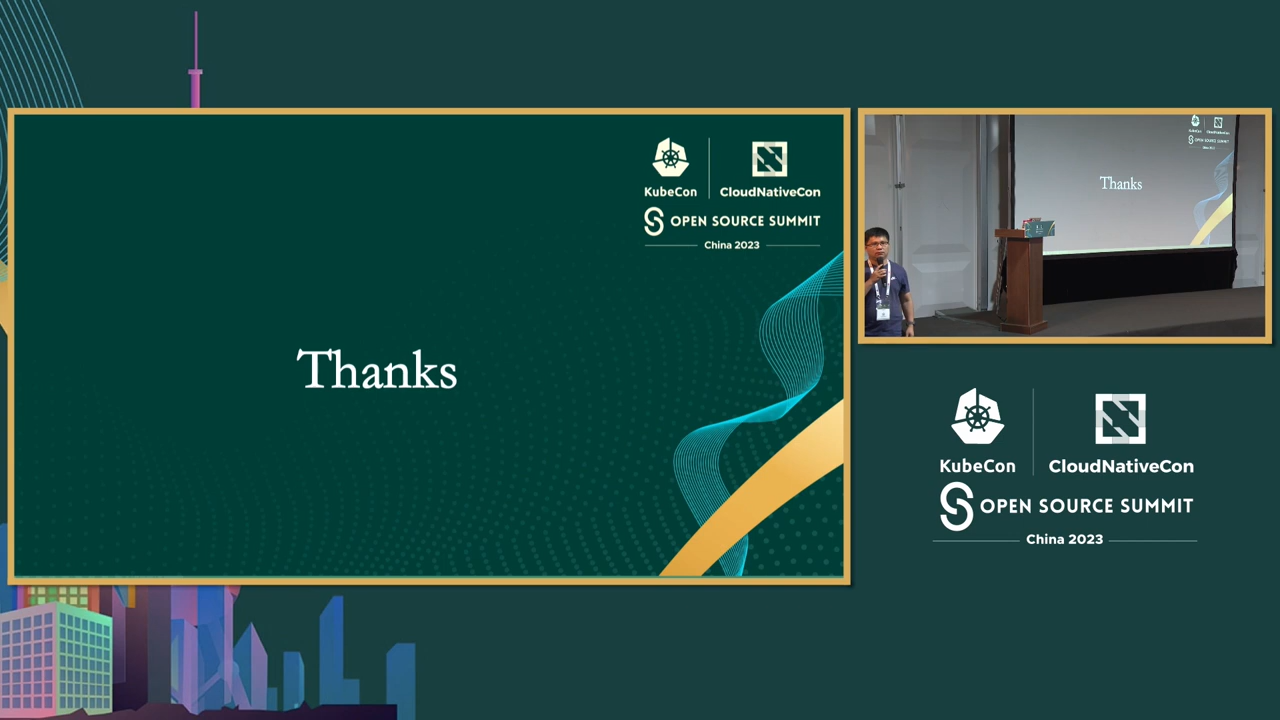 KubeCon
CloudNativeCon
OPEN SOURCE SUMMIT
China 2023
Thanks
Thanks
KubeCon
CloudNativeCon
OPEN SOURCE SUMMIT
China 2023